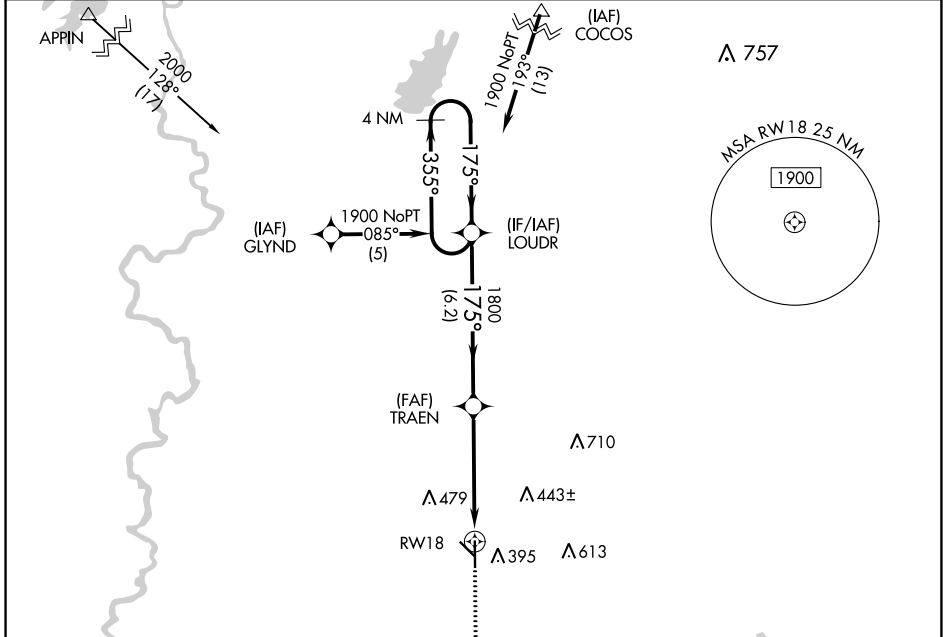 APPIN
2000
128°
(17)
(IAF)
COCOS
1900 NoPT
193°
(13)
757
4 NM
355°
175°
MSA RW18 25 NM
1900
(IAF)
GLYND
1900 NoPT
085°
(5)
(IF/IAF)
LOUDR
1800
175°
(6.2)
(FAF)
TRAEN
710
479
443±
RW18
395
613